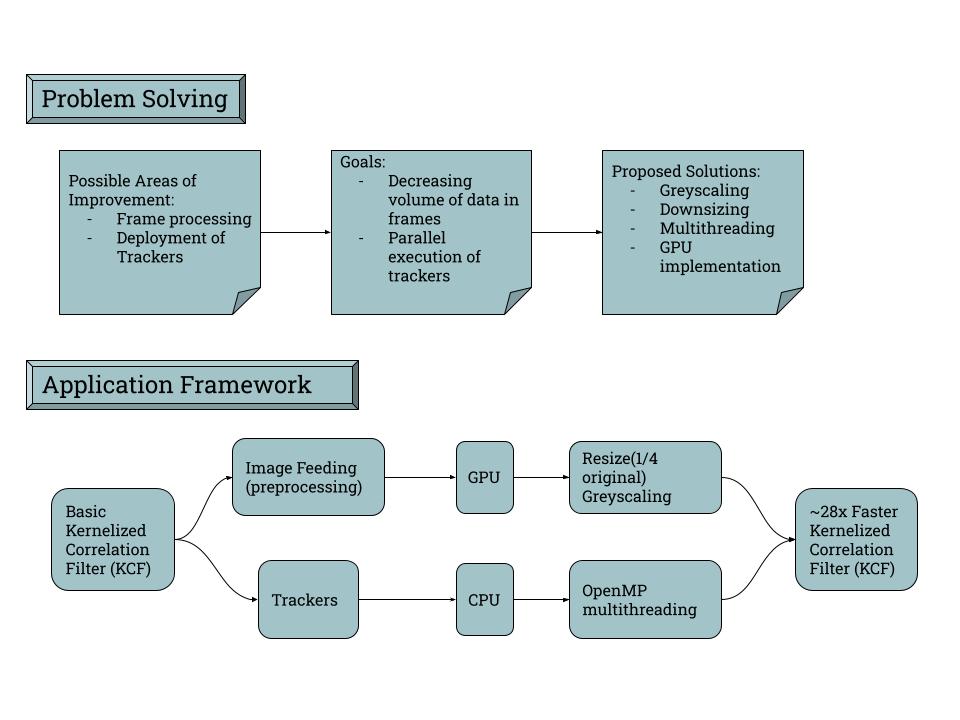 Problem Solving
Possible Areas of
Improvement:
- Frame processing
- Deployment of
Trackers
Goals:
- Decreasing
volume of data in
frames
- Parallel
execution of
trackers
Proposed Solutions:
- Greyscaling
- Downsizing
- Multithreading
- GPU
implementation
Application Framework
Basic
Kernelized
Correlation
Filter (KCF)
Image Feeding
(preprocessing)
GPU
Resize(1/4
original)
Greyscaling
Trackers
CPU
OpenMP
multithreading
~28x Faster
Kernelized
Correlation
Filter (KCF)